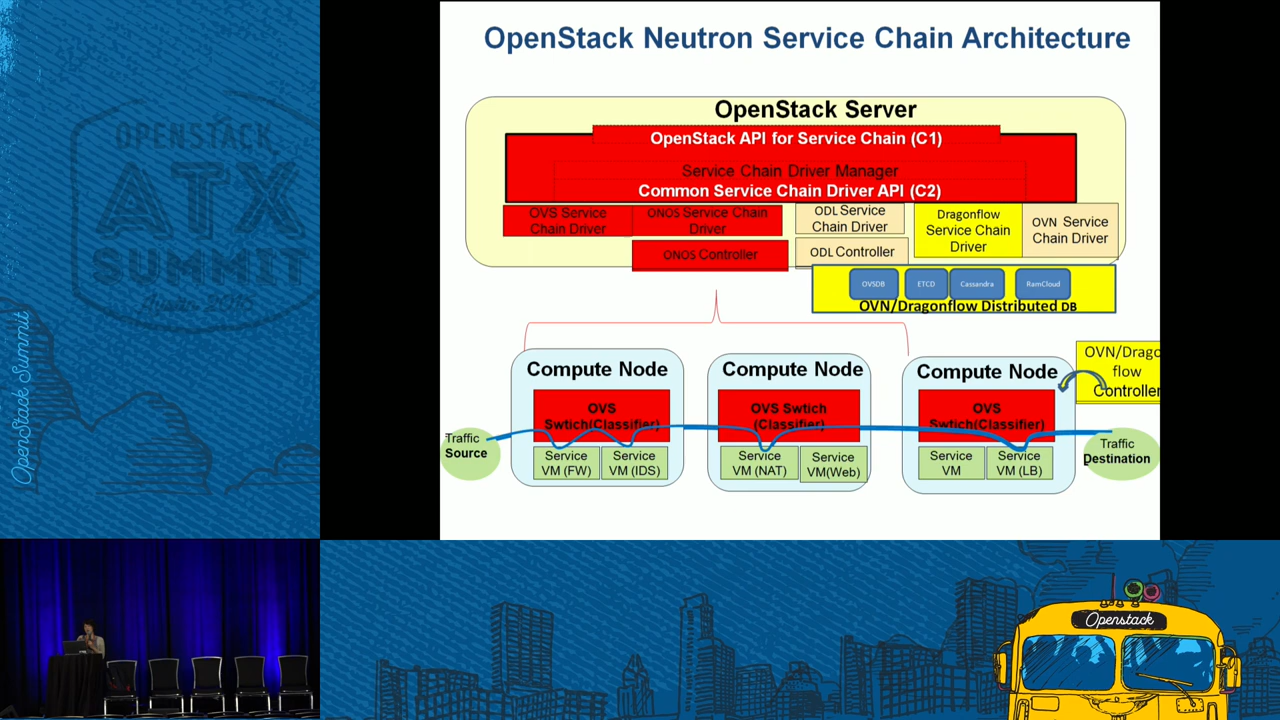 OpenStack Neutron Service Chain Architecture
OpenStack Server
OpenStack API for Service Chain (C1)
Service Chain Driver Manager
Common Service Chain Driver API (C2)
OVS Service
Chain Driver
ONOS Service Chain
Driver
ODL Service
Chain Driver
Dragonflow
Service Chain
Driver
OVN Service
Chain Driver
ONOS Controller
ODL Controller
OVSDB
ETCD
Cassandra
RamCloud
OVN/Dragonflow Distributed DB
OVN/Drago
flow
Controller
Compute Node
OVS
Swtich(Classifier)
Service
VM (FW)
Service
VM (IDS)
Compute Node
OVS Swtich
(Classifier)
Service
VM (NAT)
Service
VM(Web)
Compute Node
OVS
Swtich(Classifier)
Service
VM
Service
VM (LB)
Traffic
Source
Traffic
Destination
OPENSTACK
ATX
SUMMIT
OpenStack Summit
Openstack